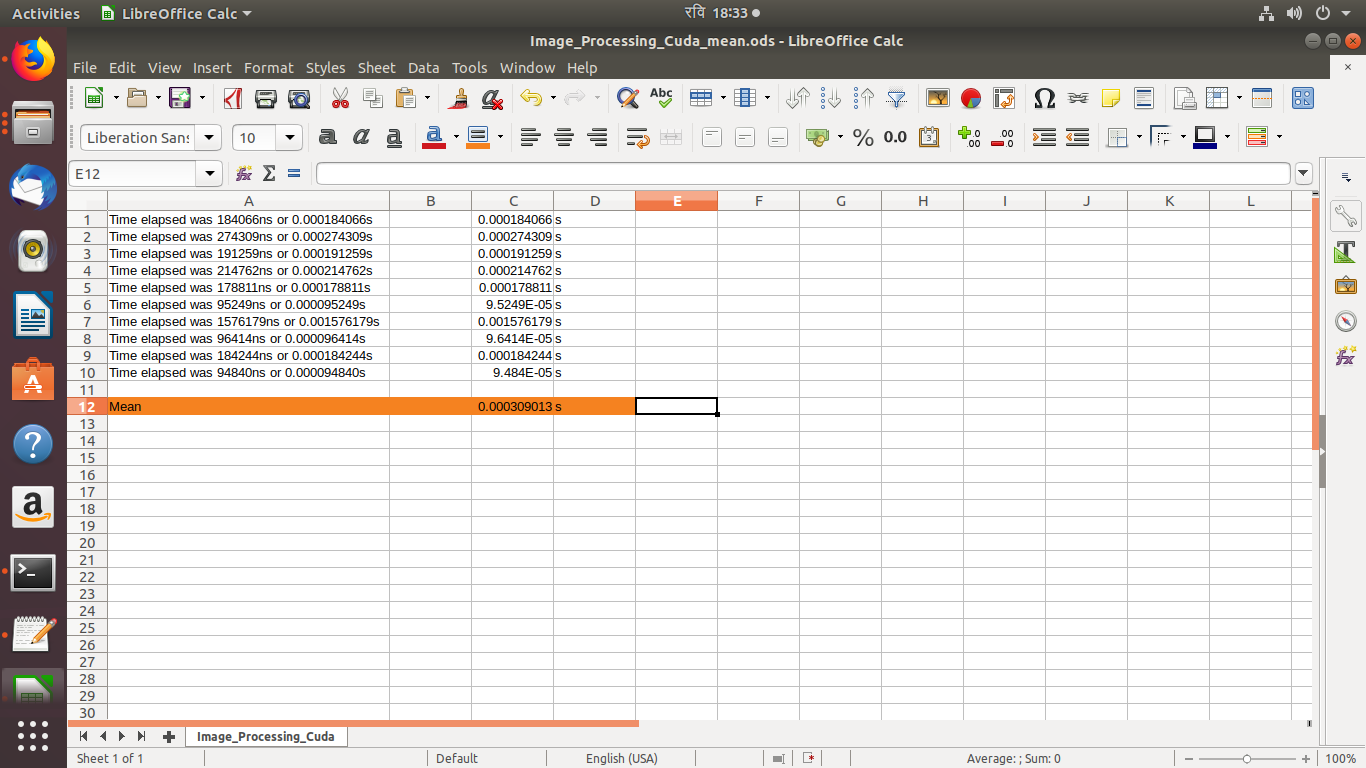 Activities LibreOffice Calc रवि 18:33
Image_Processing_Cuda_mean.ods - LibreOffice Calc
File Edit View Insert Format Styles Sheet Data Tools Window Help
Abc
Liberation Sans 10 a a a a % 0.0 .00 .00
E12
A B C D E F G H I J K L
1 Time elapsed was 184066ns or 0.000184066s 0.000184066 s
2 Time elapsed was 274309ns or 0.000274309s 0.000274309 s
3 Time elapsed was 191259ns or 0.000191259s 0.000191259 s
4 Time elapsed was 214762ns or 0.000214762s 0.000214762 s
5 Time elapsed was 178811ns or 0.000178811s 0.000178811 s
6 Time elapsed was 95249ns or 0.000095249s 9.5249E-05 s
7 Time elapsed was 1576179ns or 0.001576179s 0.001576179 s
8 Time elapsed was 96414ns or 0.000096414s 9.6414E-05 s
9 Time elapsed was 184244ns or 0.000184244s 0.000184244 s
10 Time elapsed was 94840ns or 0.000094840s 9.484E-05 s
11
12 Mean 0.000309013 s
13
14
15
16
17
18
19
20
21
22
23
24
25
26
27
28
29
30
Image_Processing_Cuda
Sheet 1 of 1 Default English (USA) Average: ; Sum: 0 100%